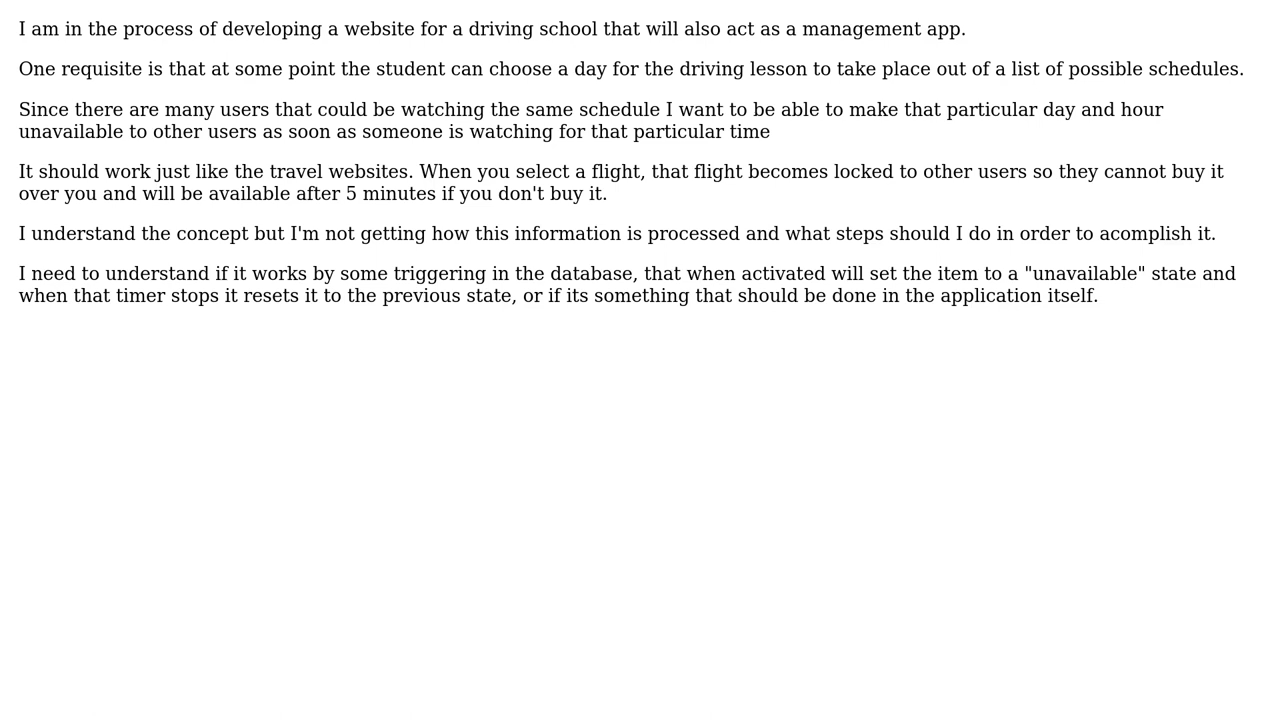 I am in the process of developing a website for a driving school that will also act as a management app.
One requisite is that at some point the student can choose a day for the driving lesson to take place out of a list of possible schedules.
Since there are many users that could be watching the same schedule I want to be able to make that particular day and hour
unavailable to other users as soon as someone is watching for that particular time
It should work just like the travel websites. When you select a flight, that flight becomes locked to other users so they cannot buy it
over you and will be available after 5 minutes if you don't buy it.
I understand the concept but I'm not getting how this information is processed and what steps should I do in order to acomplish it.
I need to understand if it works by some triggering in the database, that when activated will set the item to a "unavailable" state and
when that timer stops it resets it to the previous state, or if its something that should be done in the application itself.